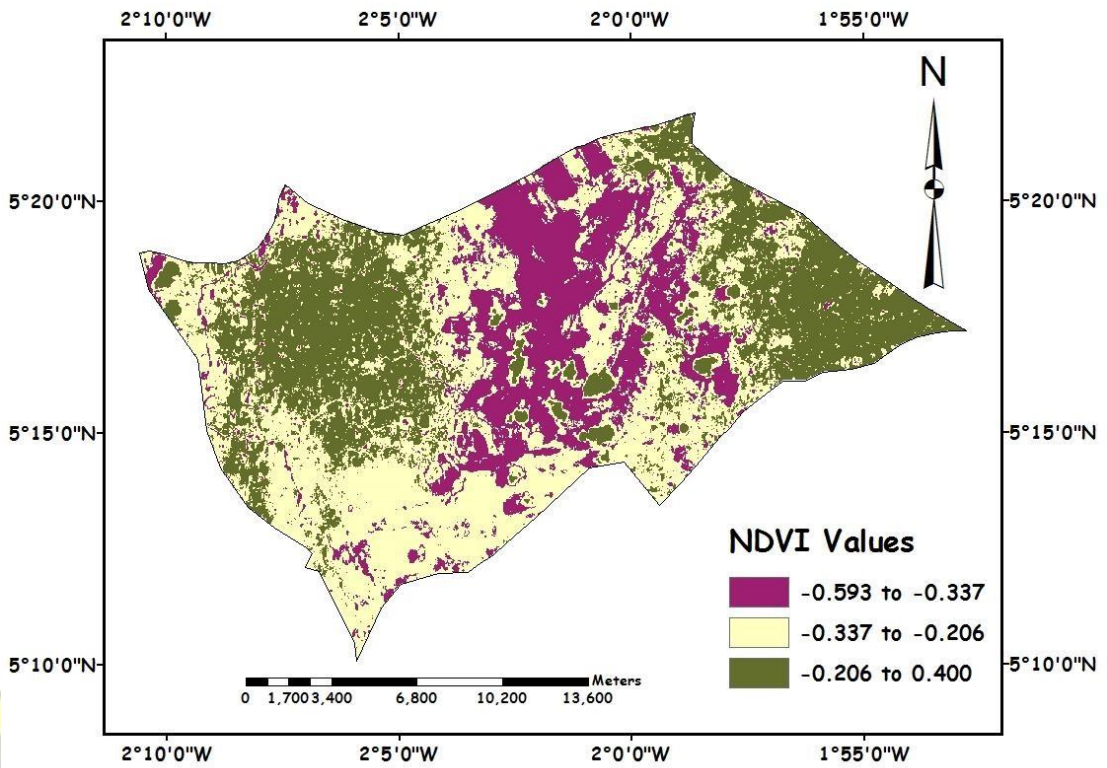 2°10'0"W 2°5'0"W 2°0'0"W 1°55'0"W
N
5°20'0"N 5°20'0"N
5°15'0"N 5°15'0"N
NDVI Values
-0.593 to -0.337
-0.337 to -0.206
-0.206 to 0.400
5°10'0"N 5°10'0"N
Meters
0 1,700 3,400 6,800 10,200 13,600
2°10'0"W 2°5'0"W 2°0'0"W 1°55'0"W